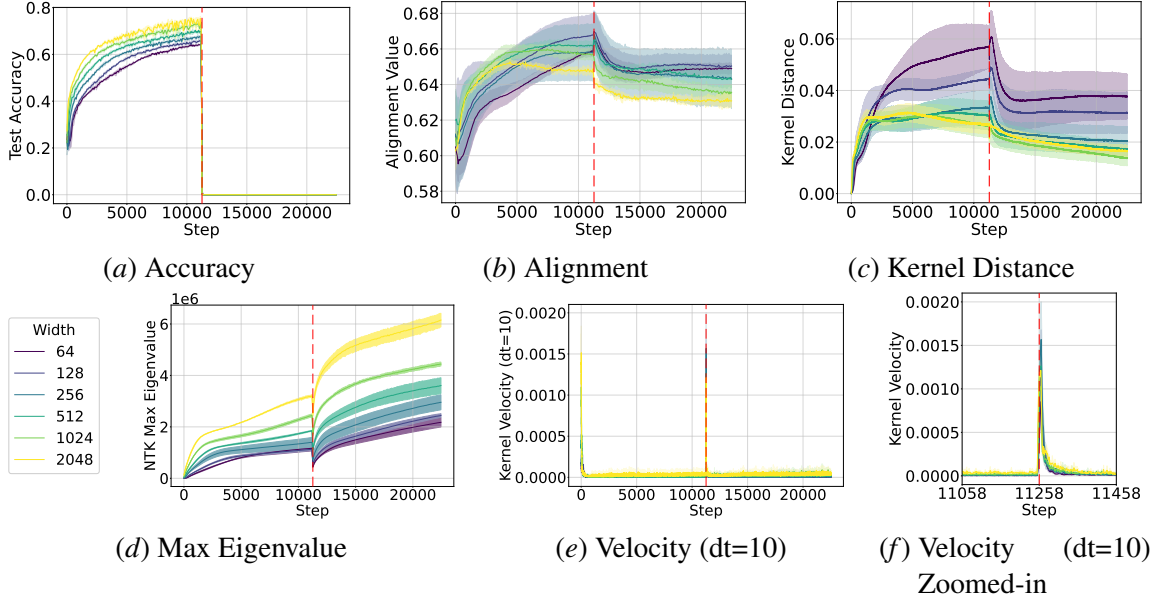 0.8
0.6
0.4
0.2
0.0
Test Accuracy
0 5000 10000 15000 20000
Step
(a) Accuracy
0.68
0.66
0.64
0.62
0.60
0.58
Alignment Value
0 5000 10000 15000 20000
Step
(b) Alignment
0.06
0.04
0.02
0.00
Kernel Distance
0 5000 10000 15000 20000
Step
(c) Kernel Distance
Width
64
128
256
512
1024
2048
1e6
6
4
2
0
NTK Max Eigenvalue
0 5000 10000 15000 20000
Step
(d) Max Eigenvalue
0.0020
0.0015
0.0010
0.0005
0.0000
Kernel Velocity (dt=10)
0 5000 10000 15000 20000
Step
(e) Velocity (dt=10)
0.0020
0.0015
0.0010
0.0005
0.0000
Kernel Velocity
11058 11258 11458
Step
(f) Velocity (dt=10)
Zoomed-in